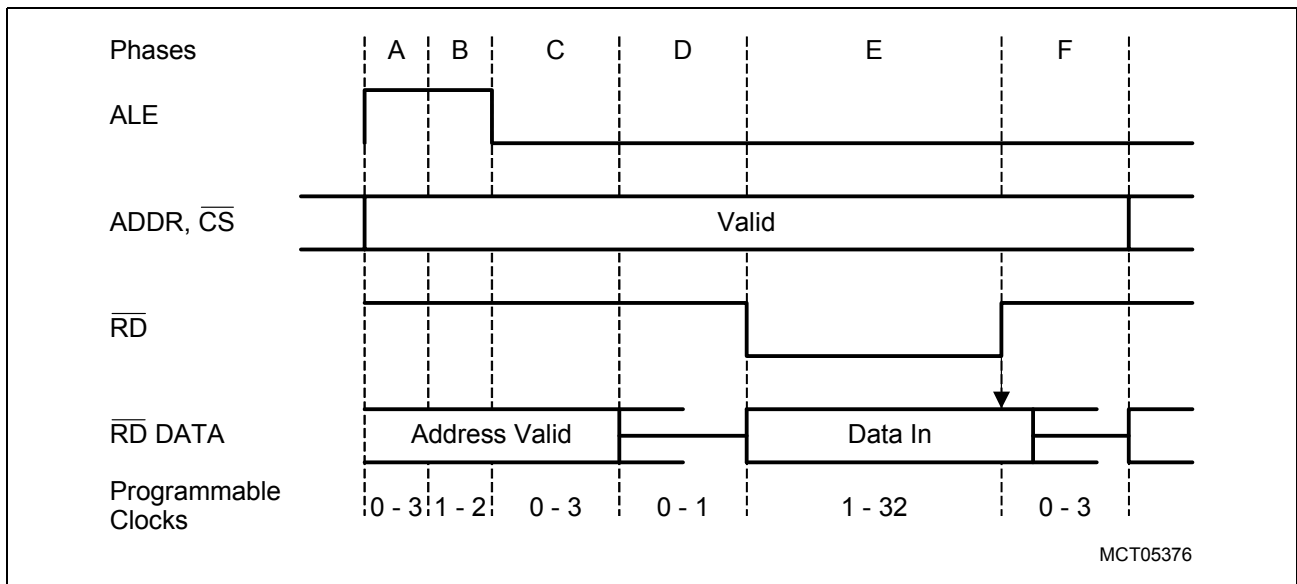 Phases A B C D E F
ALE
ADDR, CS Valid
RD
RD DATA Address Valid Data In
Programmable
Clocks 0 - 3 1 - 2 0 - 3 0 - 1 1 - 32 0 - 3
MCT05376